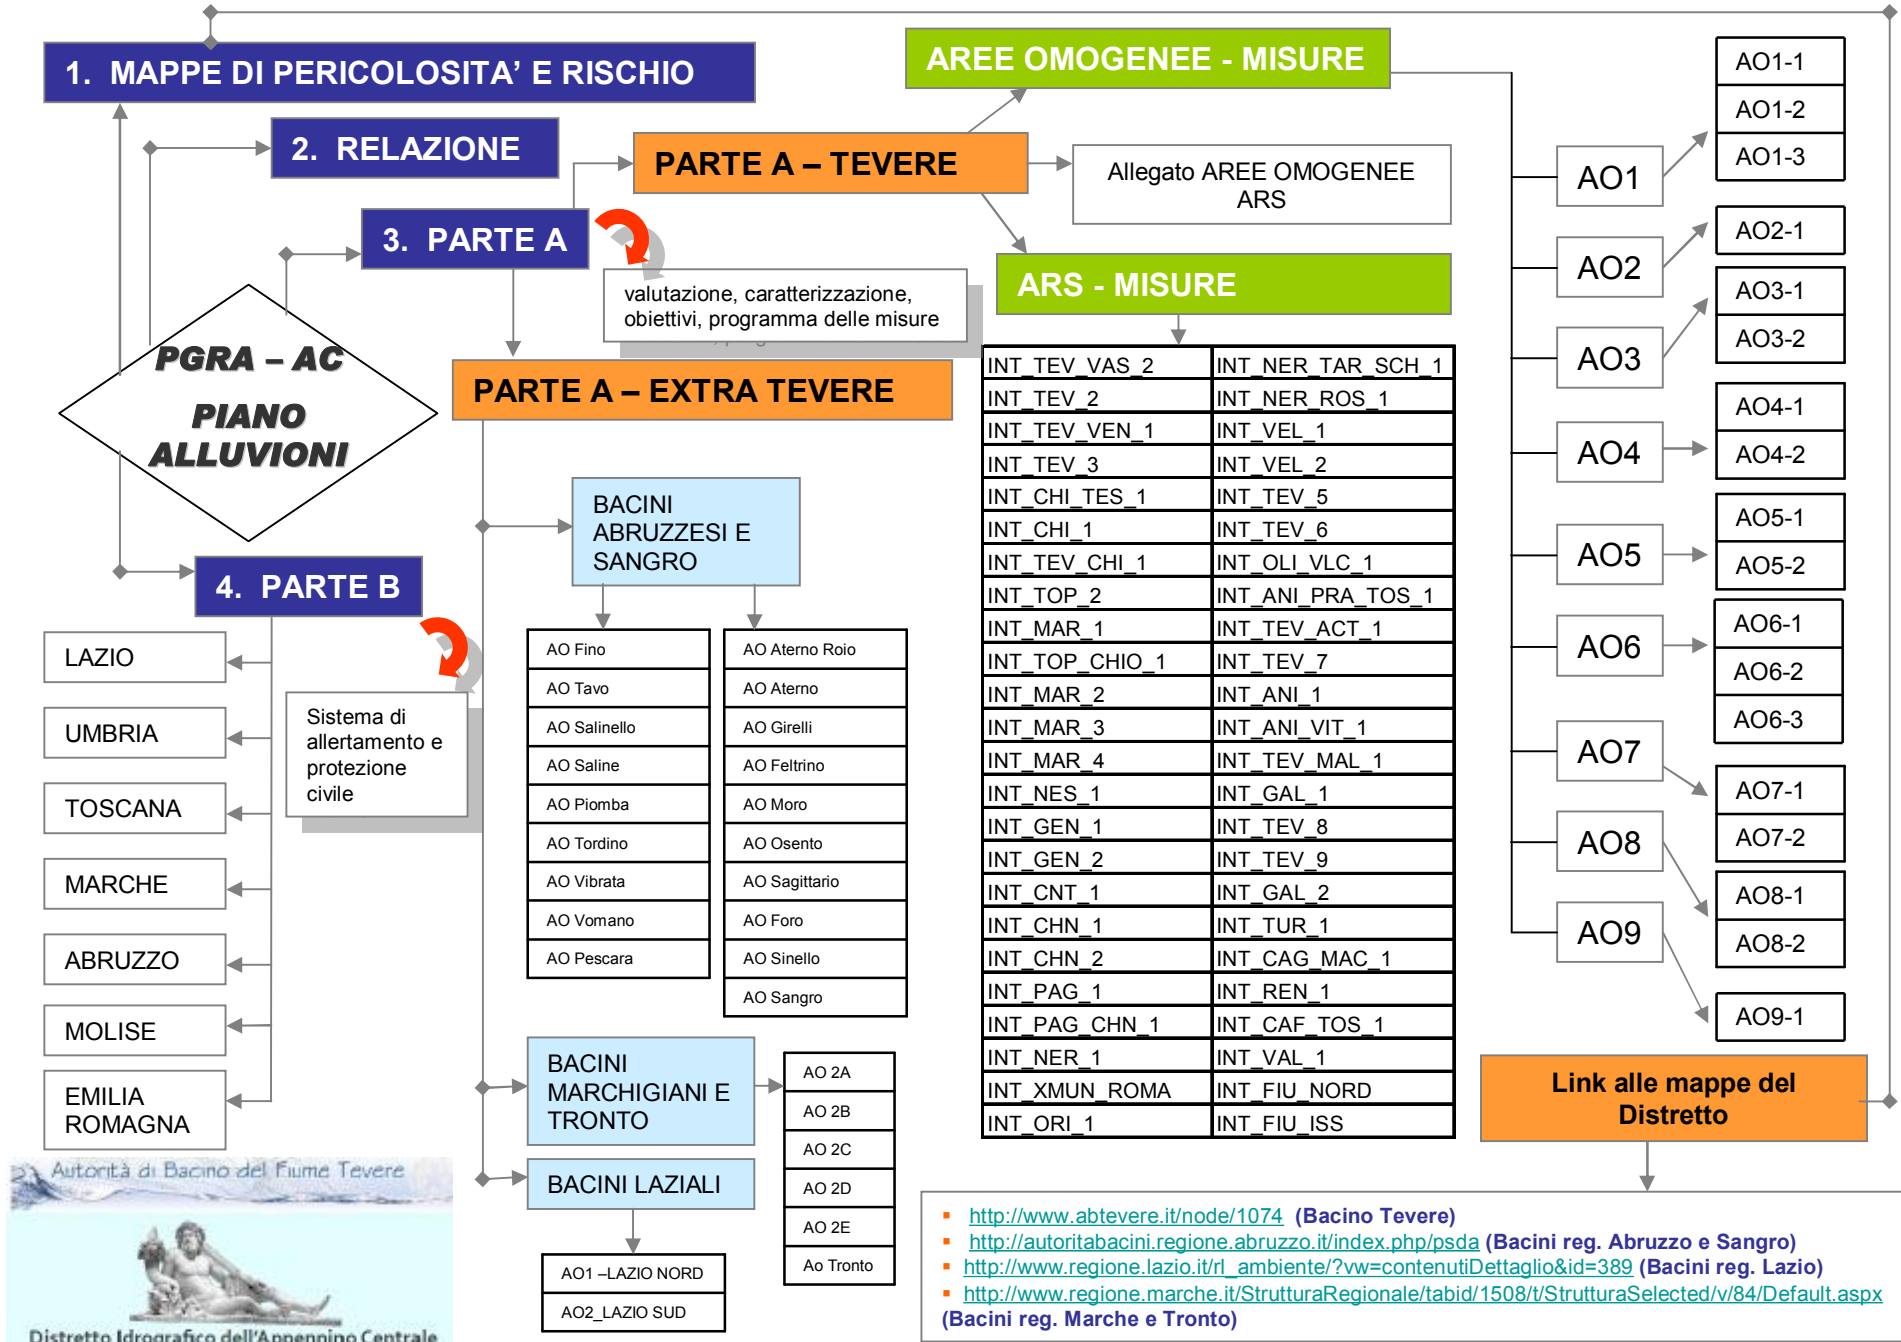 1. MAPPE DI PERICOLOSITA’ E RISCHIO
2. RELAZIONE
3. PARTE A
PGRA – AC
PIANO
ALLUVIONI
4. PARTE B
LAZIO
UMBRIA
TOSCANA
MARCHE
ABRUZZO
MOLISE
EMILIA
ROMAGNA
Sistema di
allertamento e
protezione
civile
valutazione, caratterizzazione,
obiettivi, programma delle misure
PARTE A – TEVERE
Allegato AREE OMOGENEE
ARS
PARTE A – EXTRA TEVERE
BACINI
ABRUZZESI E
SANGRO
AO Fino
AO Tavo
AO Salinello
AO Saline
AO Piomba
AO Tordino
AO Vibrata
AO Vomano
AO Pescara
AO Aterno Roio
AO Aterno
AO Girelli
AO Feltrino
AO Moro
AO Osento
AO Sagittario
AO Foro
AO Sinello
AO Sangro
BACINI
MARCHIGIANI E
TRONTO
AO 2A
AO 2B
AO 2C
AO 2D
AO 2E
Ao Tronto
BACINI LAZIALI
AO1 –LAZIO NORD
AO2_LAZIO SUD
AREE OMOGENEE - MISURE
ARS - MISURE
INT_TEV_VAS_2 INT_NER_TAR_SCH_1
INT_TEV_2 INT_NER_ROS_1
INT_TEV_VEN_1 INT_VEL_1
INT_TEV_3 INT_VEL_2
INT_CHI_TES_1 INT_TEV_5
INT_CHI_1 INT_TEV_6
INT_TEV_CHI_1 INT_OLI_VLC_1
INT_TOP_2 INT_ANI_PRA_TOS_1
INT_MAR_1 INT_TEV_ACT_1
INT_TOP_CHIO_1 INT_TEV_7
INT_MAR_2 INT_ANI_1
INT_MAR_3 INT_ANI_VIT_1
INT_MAR_4 INT_TEV_MAL_1
INT_NES_1 INT_GAL_1
INT_GEN_1 INT_TEV_8
INT_GEN_2 INT_TEV_9
INT_CNT_1 INT_GAL_2
INT_CHN_1 INT_TUR_1
INT_CHN_2 INT_CAG_MAC_1
INT_PAG_1 INT_REN_1
INT_PAG_CHN_1 INT_CAF_TOS_1
INT_NER_1 INT_VAL_1
INT_XMUN_ROMA INT_FIU_NORD
INT_ORI_1 INT_FIU_ISS
AO1
AO1-1
AO1-2
AO1-3
AO2
AO2-1
AO3
AO3-1
AO3-2
AO4
AO4-1
AO4-2
AO5
AO5-1
AO5-2
AO6
AO6-1
AO6-2
AO6-3
AO7
AO7-1
AO7-2
AO8
AO8-1
AO8-2
AO9
AO9-1
Link alle mappe del
Distretto
http://www.abtevere.it/node/1074 (Bacino Tevere)
http://autoritabacini.regione.abruzzo.it/index.php/psda (Bacini reg. Abruzzo e Sangro)
http://www.regione.lazio.it/rl_ambiente/?vw=contenutiDettaglio&id=389 (Bacini reg. Lazio)
http://www.regione.marche.it/StrutturaRegionale/tabid/1508/t/StrutturaSelected/v/84/Default.aspx
(Bacini reg. Marche e Tronto)
Autorità di Bacino del Fiume Tevere
Distretto Idrografico dell'Appennino Centrale